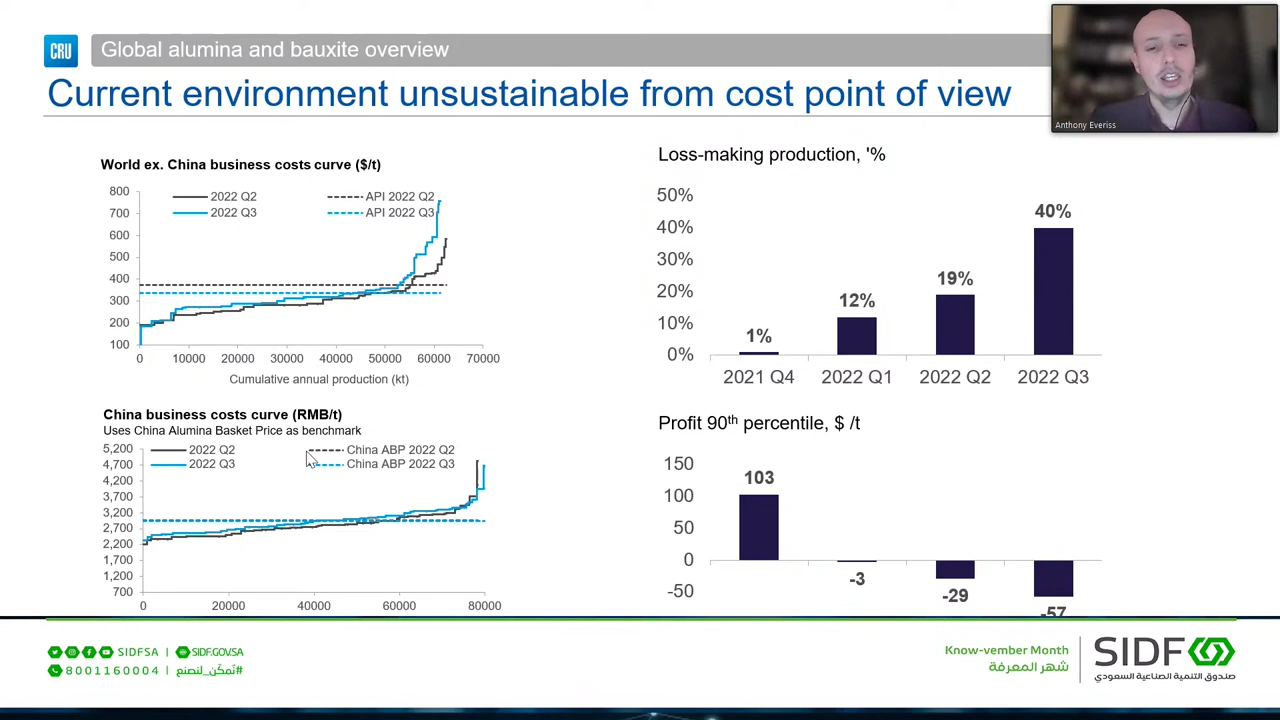 CRU
Global alumina and bauxite overview
Current environment unsustainable from cost point of view
Anthony Everiss
World ex. China business costs curve ($/t)
2022 Q2
API 2022 Q2
2022 Q3
API 2022 Q3
800
700
600
500
400
300
200
100
0 10000 20000 30000 40000 50000 60000 70000
Cumulative annual production (kt)
Loss-making production, '%
50%
40%
30%
20%
10%
0%
1%
12%
19%
40%
2021 Q4 2022 Q1 2022 Q2 2022 Q3
China business costs curve (RMB/t)
Uses China Alumina Basket Price as benchmark
2022 Q2
China ABP 2022 Q2
2022 Q3
China ABP 2022 Q3
5,200
4,700
4,200
3,700
3,200
2,700
2,200
1,700
1,200
700
0 20000 40000 60000 80000
Profit 90th percentile, $ /t
150
100
50
0
-50
103
-3
-29
-57
SIDFSA | SIDF.GOV.SA
8001160004 | #نُمكّن_لنصنع
Know-vember Month
شهر المعرفة
SIDF
صندوق التنمية الصناعية السعودي